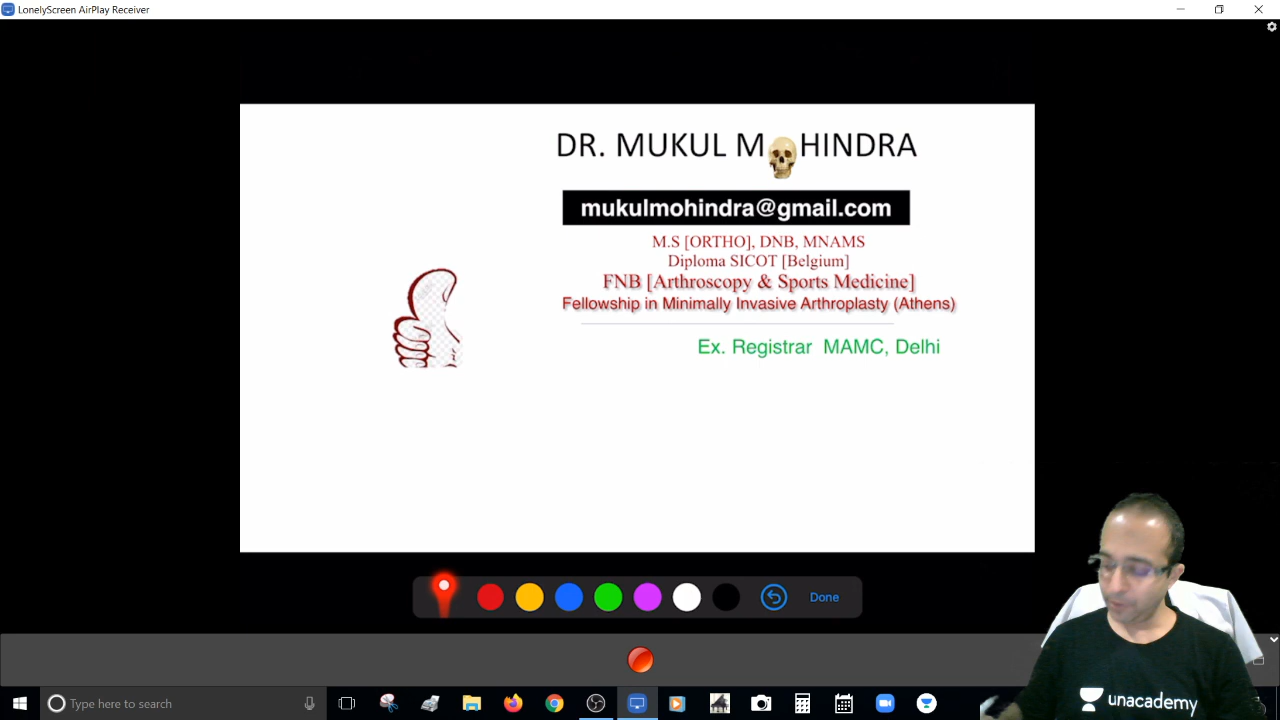 LonelyScreen AirPlay Receiver
DR. MUKUL M HINDRA
mukulmohindra@gmail.com
M.S [ORTHO], DNB, MNAMS
Diploma SICOT [Belgium]
FNB [Arthroscopy & Sports Medicine]
Fellowship in Minimally Invasive Arthroplasty (Athens)
Ex. Registrar MAMC, Delhi
Done
unacademy
Type here to search